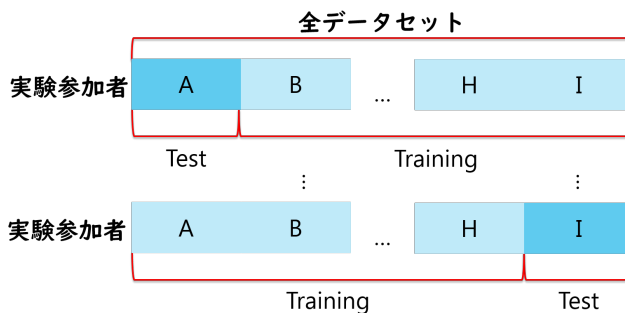 全データセット
実験参加者 A B ... H I
Test Training
⋮ ⋮
実験参加者 A B ... H I
Training Test